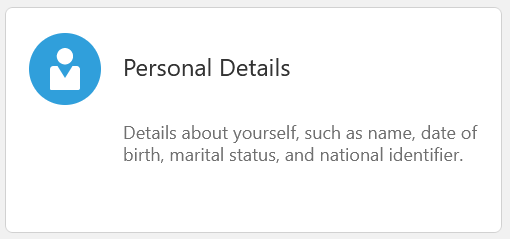 Personal Details
Details about yourself, such as name, date of
birth, marital status, and national identifier.